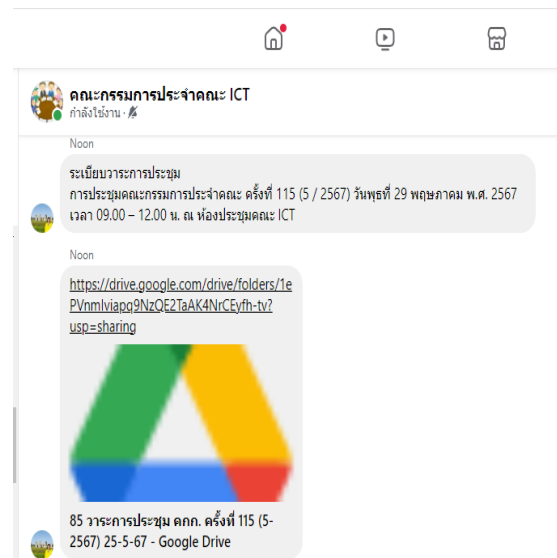 คณะกรรมการประจำคณะ ICT
กำลังใช้งาน ·
Noon
ระเบียบวาระการประชุม
การประชุมคณะกรรมการประจำคณะ ครั้งที่ 115 (5 / 2567) วันพุธที่ 29 พฤษภาคม พ.ศ. 2567
เวลา 09.00 – 12.00 น. ณ ห้องประชุมคณะ ICT
Noon
https://drive.google.com/drive/folders/1e
PVnmIviapq9NzQE2TaAK4NrCEyfh-tv?
usp=sharing
85 วาระการประชุม คกก. ครั้งที่ 115 (5-
2567) 25-5-67 - Google Drive